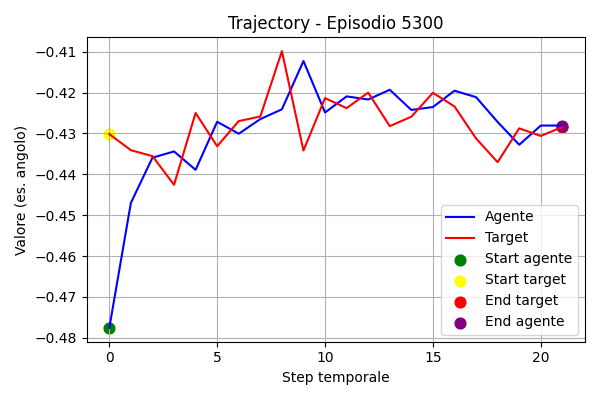 Trajectory - Episodio 5300
Valore (es. angolo)
−0.41
−0.42
−0.43
−0.44
−0.45
−0.46
−0.47
−0.48
Agente
Target
Start agente
Start target
End target
End agente
0 5 10 15 20
Step temporale